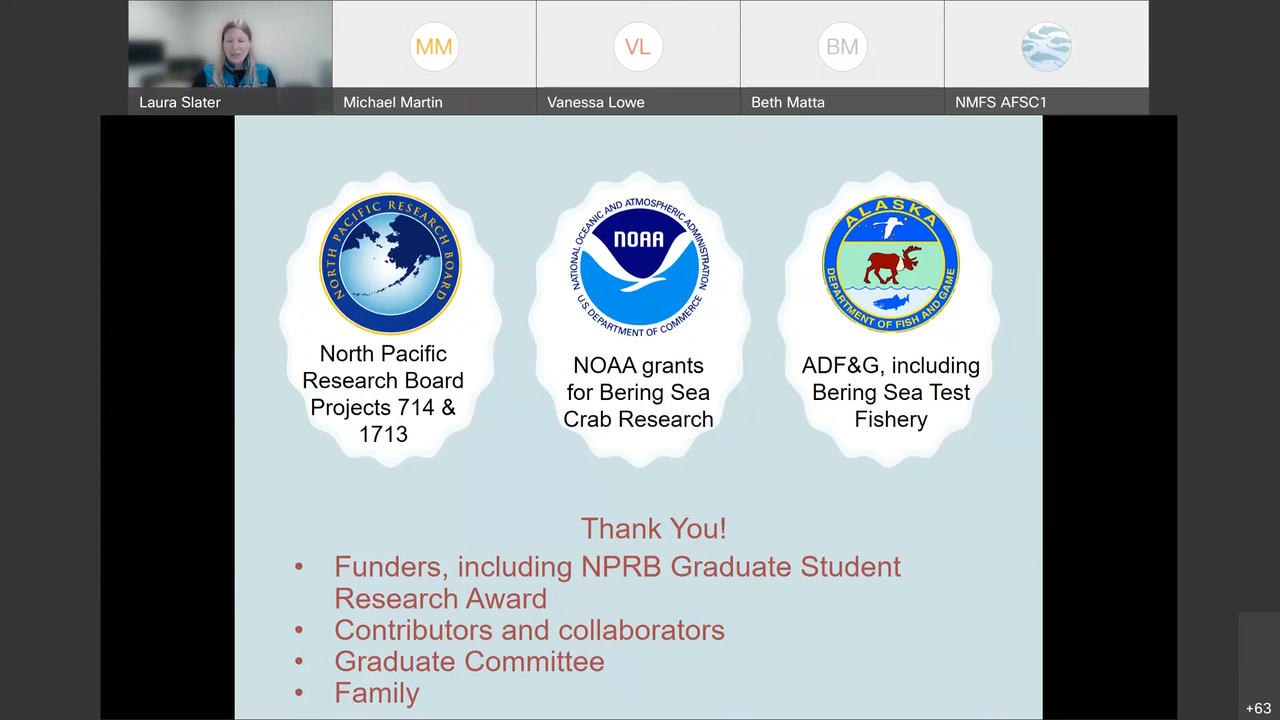 MM
VL
BM
Laura Slater
Michael Martin
Vanessa Lowe
Beth Matta
NMFS AFSC1
NORTH PACIFIC RESEARCH BOARD
NATIONAL OCEANIC AND ATMOSPHERIC ADMINISTRATION
NOAA
U.S. DEPARTMENT OF COMMERCE
ALASKA
DEPARTMENT OF FISH AND GAME
North Pacific
Research Board
Projects 714 &
1713
NOAA grants
for Bering Sea
Crab Research
ADF&G, including
Bering Sea Test
Fishery
Thank You!
• Funders, including NPRB Graduate Student
Research Award
• Contributors and collaborators
• Graduate Committee
• Family
+63